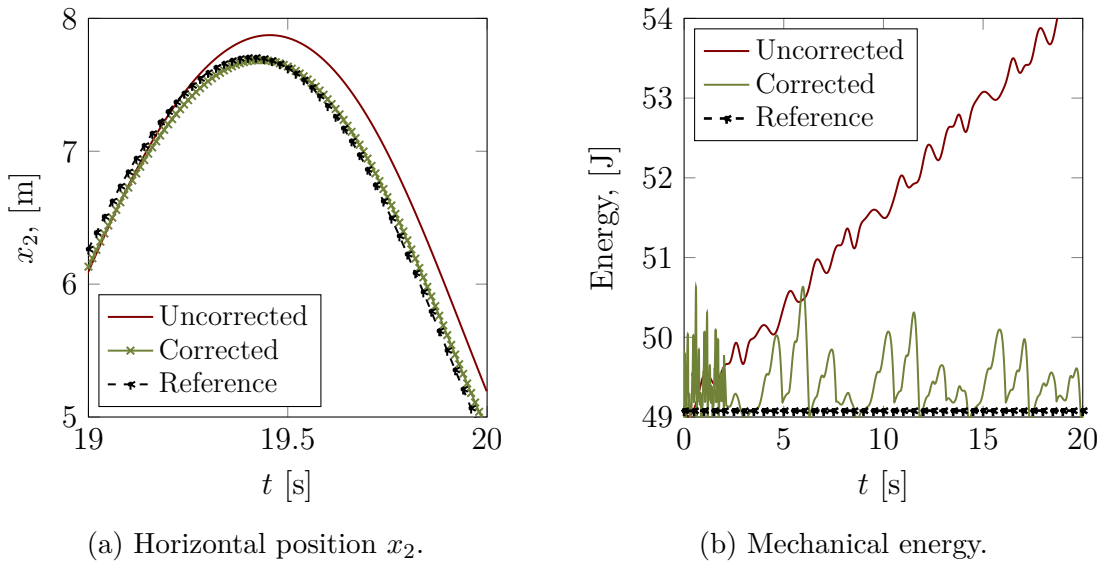 8
7
6
5
19
19.5
20
x₂, [m]
t [s]
Uncorrected
Corrected
Reference
(a) Horizontal position x₂.
54
53
52
51
50
49
0
5
10
15
20
Energy, [J]
t [s]
Uncorrected
Corrected
Reference
(b) Mechanical energy.